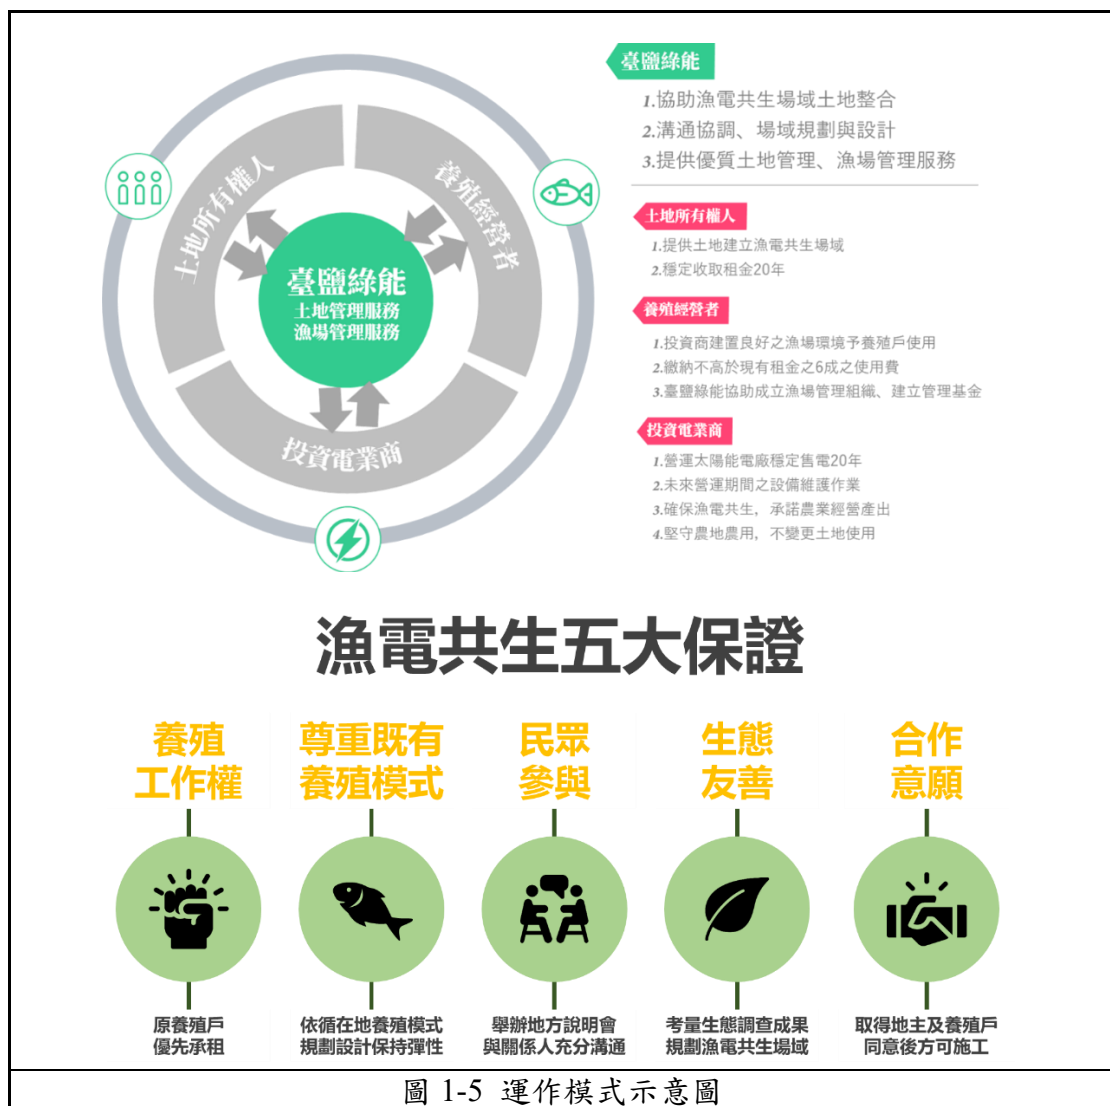 土地所有權人
養殖經營者
臺鹽綠能
土地管理服務
漁場管理服務
投資電業商
臺鹽綠能
1.協助漁電共生場域土地整合
2.溝通協調、場域規劃與設計
3.提供優質土地管理、漁場管理服務
土地所有權人
1.提供土地建立漁電共生場域
2.穩定收取租金20年
養殖經營者
1.投資商建置良好之漁場環境予養殖戶使用
2.繳納不高於現有租金之6成之使用費
3.臺鹽綠能協助成立漁場管理組織、建立管理基金
投資電業商
1.營運太陽能電廠穩定售電20年
2.未來營運期間之設備維護作業
3.確保漁電共生，承諾農業經營產出
4.堅守農地農用，不變更土地使用
漁電共生五大保證
養殖
工作權
原養殖戶
優先承租
尊重既有
養殖模式
依循在地養殖模式
規劃設計保持彈性
民眾
參與
舉辦地方說明會
與關係人充分溝通
生態
友善
考量生態調查成果
規劃漁電共生場域
合作
意願
取得地主及養殖戶
同意後方可施工
圖 1-5 運作模式示意圖